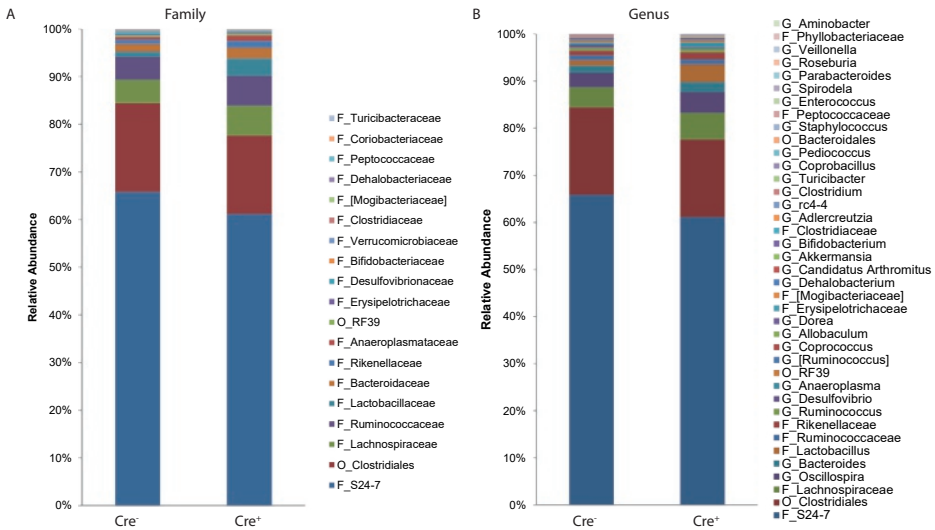 A
Family
Relative Abundance
100%
90%
80%
70%
60%
50%
40%
30%
20%
10%
0%
Cre-
Cre+
F_Turicibacteraceae
F_Coriobacteriaceae
F_Peptococcaceae
F_Dehalobacteriaceae
F_[Mogibacteriaceae]
F_Clostridiaceae
F_Verrucomicrobiaceae
F_Bifidobacteriaceae
F_Desulfovibrionaceae
F_Erysipelotrichaceae
O_RF39
F_Anaeroplasmataceae
F_Rikenellaceae
F_Bacteroidaceae
F_Lactobacillaceae
F_Ruminococcaceae
F_Lachnospiraceae
O_Clostridiales
F_S24-7
B
Genus
Relative Abundance
100%
90%
80%
70%
60%
50%
40%
30%
20%
10%
0%
Cre-
Cre+
G_Aminobacter
F_Phyllobacteriaceae
G_Veillonella
G_Roseburia
G_Parabacteroides
G_Spirodela
G_Enterococcus
F_Peptococcaceae
G_Staphylococcus
O_Bacteroidales
G_Pediococcus
G_Coprobacillus
G_Turicibacter
G_Clostridium
G_rc4-4
G_Adlercreutzia
F_Clostridiaceae
G_Bifidobacterium
G_Akkermansia
G_Candidatus Arthromitus
G_Dehalobacterium
F_[Mogibacteriaceae]
F_Erysipelotrichaceae
G_Dorea
G_Allobaculum
G_Coprococcus
G_[Ruminococcus]
O_RF39
G_Anaeroplasma
G_Desulfovibrio
G_Ruminococcus
F_Rikenellaceae
F_Ruminococcaceae
F_Lactobacillus
G_Bacteroides
G_Oscillospira
F_Lachnospiraceae
O_Clostridiales
F_S24-7